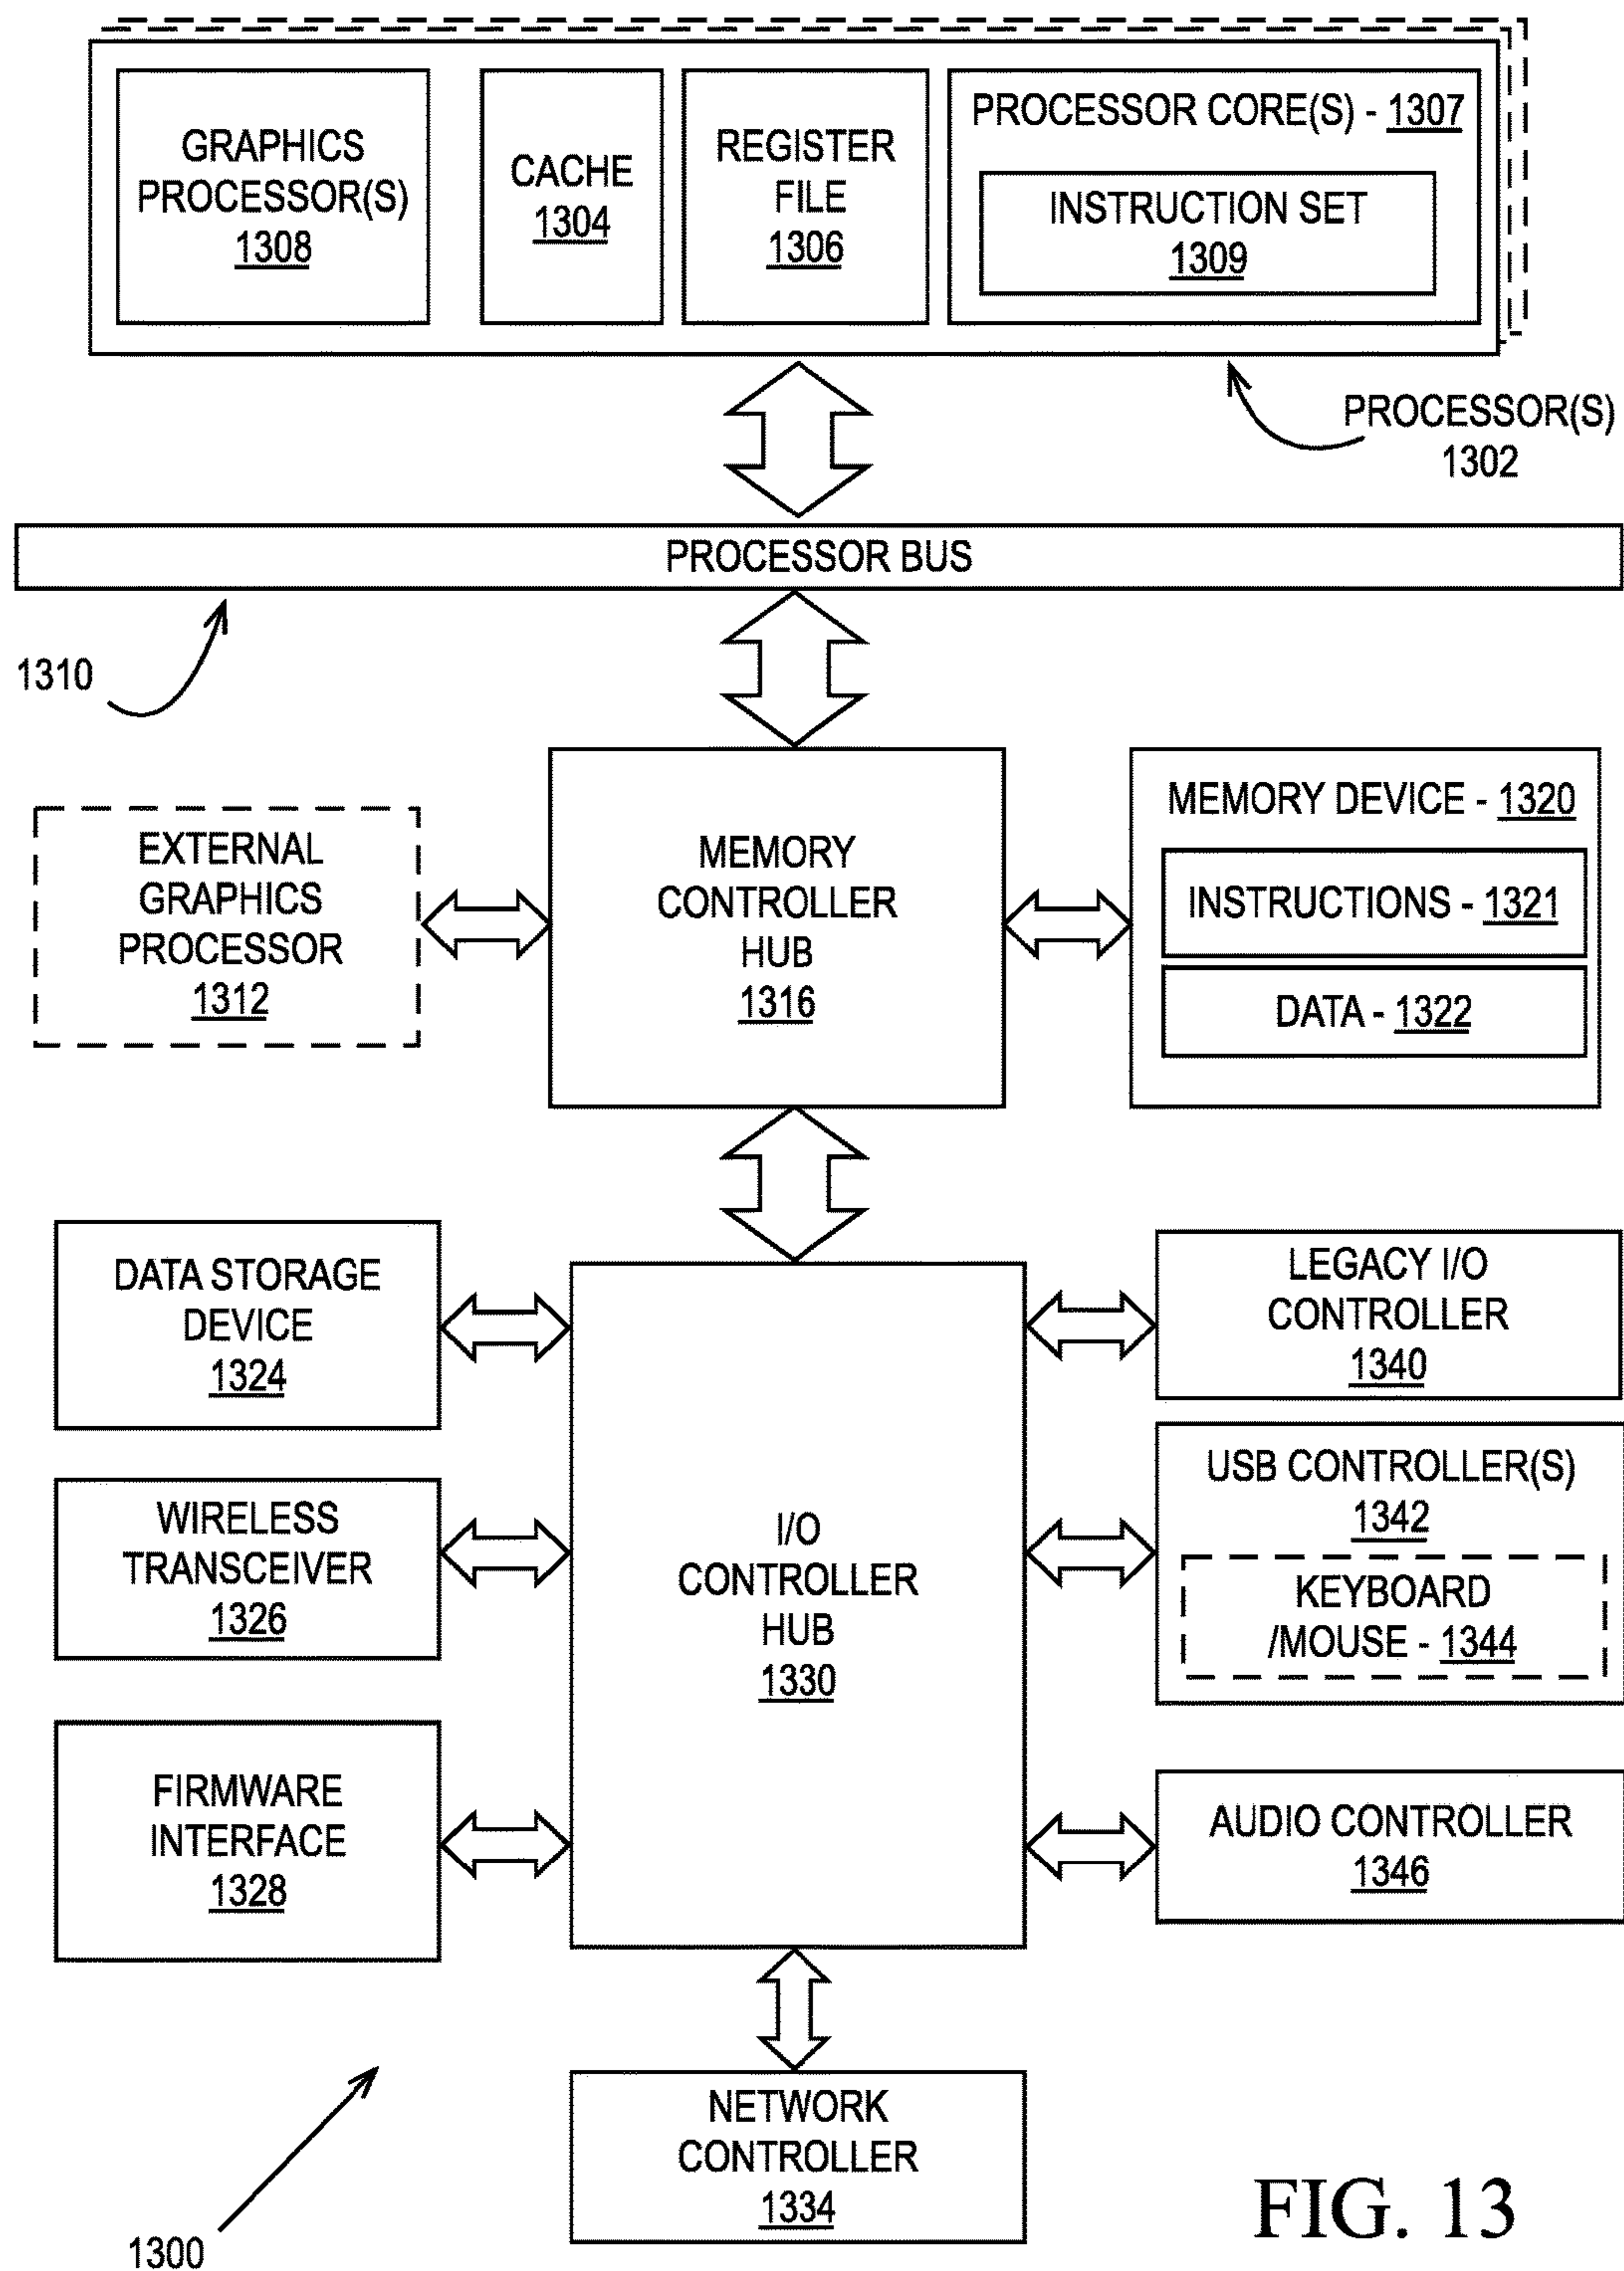 GRAPHICS
PROCESSOR(S)
1308
CACHE
1304
REGISTER
FILE
1306
PROCESSOR CORE(S) - 1307
INSTRUCTION SET
1309
PROCESSOR(S)
1302
PROCESSOR BUS
1310
EXTERNAL
GRAPHICS
PROCESSOR
1312
MEMORY
CONTROLLER
HUB
1316
MEMORY DEVICE - 1320
INSTRUCTIONS - 1321
DATA - 1322
DATA STORAGE
DEVICE
1324
WIRELESS
TRANSCEIVER
1326
FIRMWARE
INTERFACE
1328
I/O
CONTROLLER
HUB
1330
LEGACY I/O
CONTROLLER
1340
USB CONTROLLER(S)
1342
KEYBOARD
/MOUSE - 1344
AUDIO CONTROLLER
1346
NETWORK
CONTROLLER
1334
1300
FIG. 13